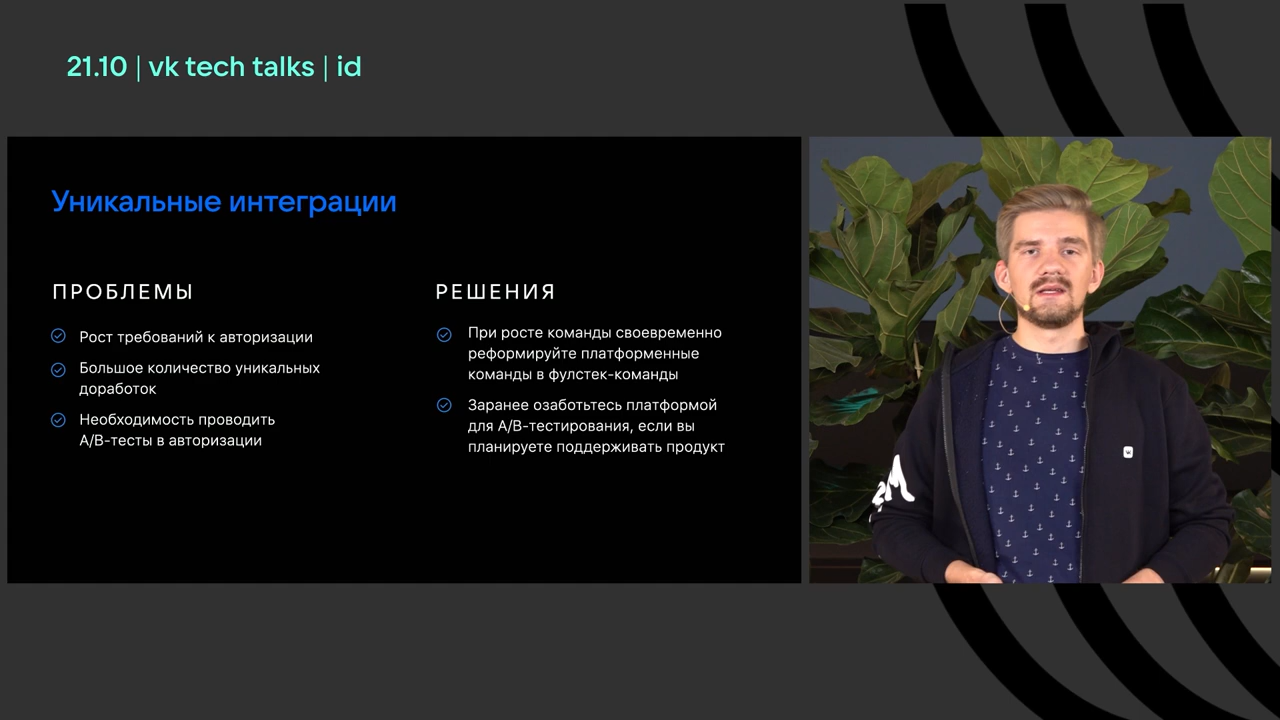 21.10 | vk tech talks | id
Уникальные интеграции
ПРОБЛЕМЫ
Рост требований к авторизации
Большое количество уникальных
доработок
Необходимость проводить
A/B-тесты в авторизации
РЕШЕНИЯ
При росте команды своевременно
реформируйте платформенные
команды в фулстек-команды
Заранее озаботьтесь платформой
для A/B-тестирования, если вы
планируете поддерживать продукт